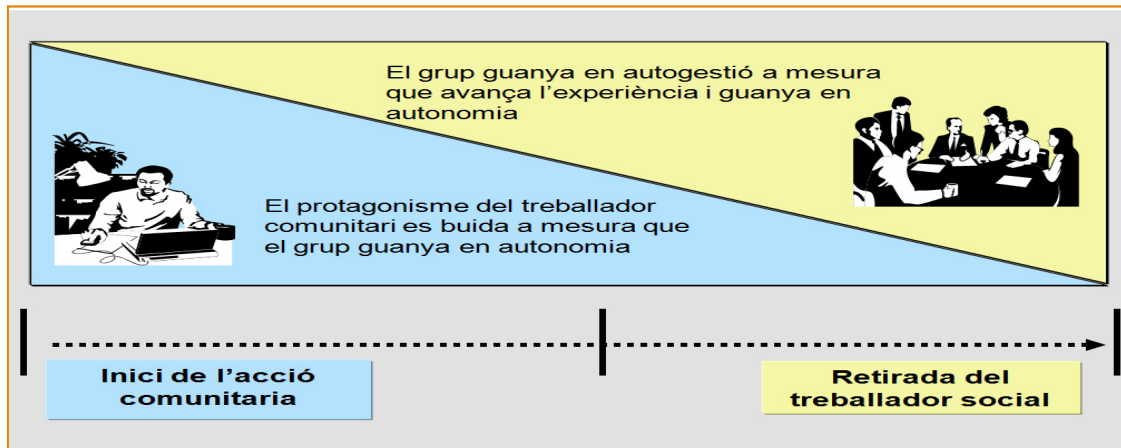 El grup guanya en autogestió a mesura
que avança l’experiència i guanya en
autonomia
El protagonisme del treballador
comunitari es buida a mesura que
el grup guanya en autonomia
Inici de l’acció
comunitaria
Retirada del
treballador social